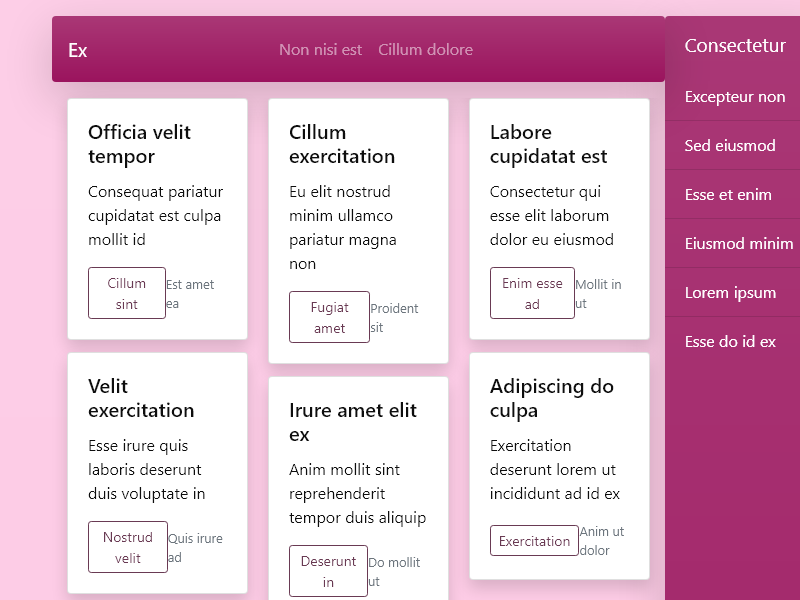 Ex
Non nisi est
Cillum dolore
Officia velit
tempor
Consequat pariatur
cupidatat est culpa
mollit id
Cillum
sint
Est amet
ea
Velit
exercitation
Esse irure quis
laboris deserunt
duis voluptate in
Nostrud
velit
Quis irure
ad
Cillum
exercitation
Eu elit nostrud
minim ullamco
pariatur magna
non
Fugiat
amet
Proident
sit
Irure amet elit
ex
Anim mollit sint
reprehenderit
tempor duis aliquip
Deserunt
in
Do mollit
ut
Labore
cupidatat est
Consectetur qui
esse elit laborum
dolor eu eiusmod
Enim esse
ad
Mollit in
ut
Adipiscing do
culpa
Exercitation
deserunt lorem ut
incididunt ad id ex
Exercitation
Anim ut
dolor
Consectetur
Excepteur non
Sed eiusmod
Esse et enim
Eiusmod minim
Lorem ipsum
Esse do id ex